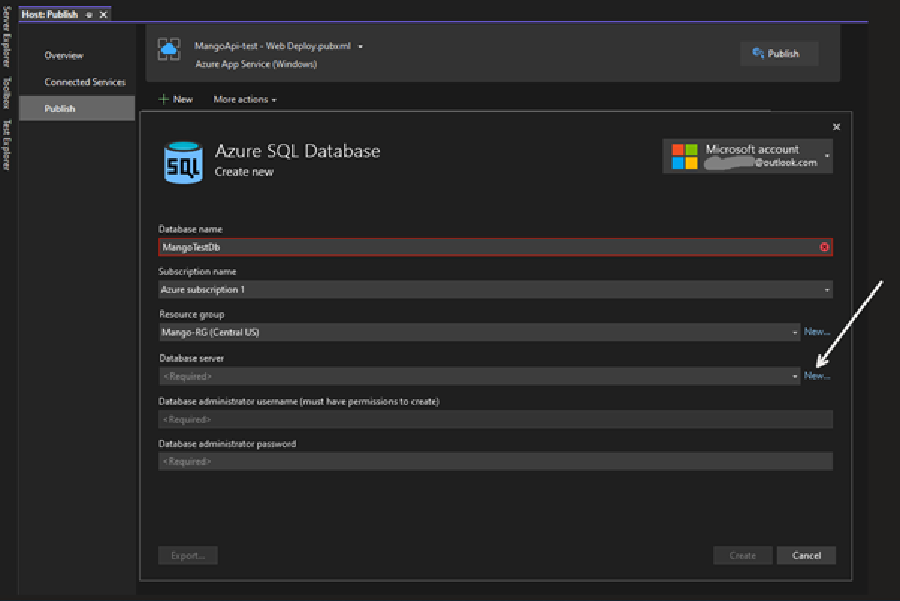 Server Explorer
Toolbox
Test Explorer
Host: Publish
Overview
Connected Services
Publish
MangoApi-test - Web Deploy.pubxml
Azure App Service (Windows)
Publish
New
More actions
SQL
Azure SQL Database
Create new
Microsoft account
@outlook.com
Database name
MangoTestDb
Subscription name
Azure subscription 1
Resource group
Mango-RG (Central US)
New...
Database server
<Required>
New...
Database administrator username (must have permissions to create)
<Required>
Database administrator password
<Required>
Export...
Create
Cancel